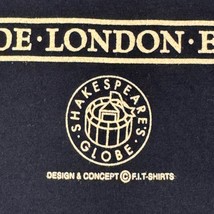 DE · LONDON · B
SHAKESPEARE'S
· GLOBE ·
DESIGN & CONCEPT © F.I.T-SHIRTS